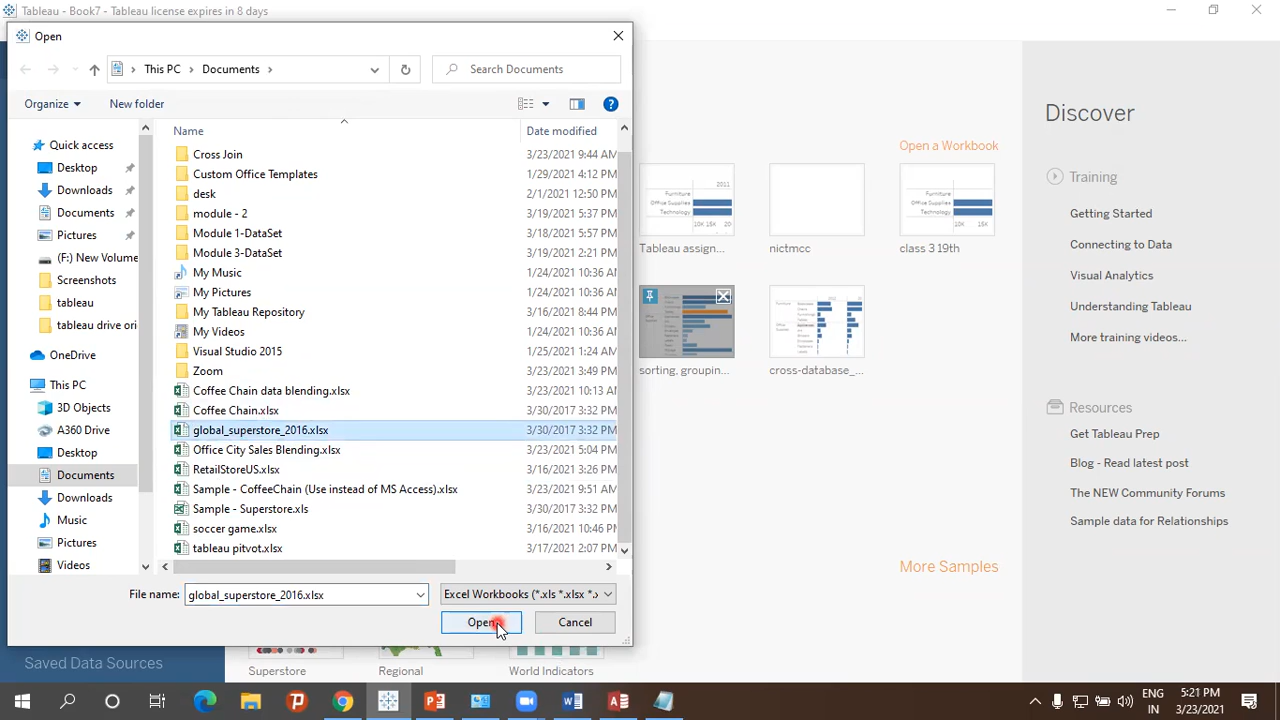 Tableau - Book7 - Tableau license expires in 8 days
Open
This PC
Documents
Search Documents
Organize
New folder
Name
Date modified
Quick access
Desktop
Downloads
Documents
Pictures
(F:) New Volume
Screenshots
tableau
OneDrive
This PC
3D Objects
A360 Drive
Desktop
Documents
Downloads
Music
Pictures
Videos
Cross Join 3/23/2021 9:44 AM
Custom Office Templates 1/29/2021 4:12 PM
desk 2/1/2021 12:50 PM
module - 2 3/19/2021 5:37 PM
Module 1-DataSet 3/18/2021 5:57 PM
Module 3-DataSet 3/19/2021 2:21 PM
My Music 1/24/2021 10:36 AM
My Pictures 1/24/2021 10:36 AM
My Tableau Repository 3/16/2021 8:44 PM
My Videos 1/24/2021 10:36 AM
Visual Studio 2015 1/25/2021 1:24 AM
Zoom 3/23/2021 3:49 PM
Coffee Chain data blending.xlsx 3/23/2021 10:13 AM
Coffee Chain.xlsx 3/30/2017 3:32 PM
global_superstore_2016.xlsx 3/30/2017 3:32 PM
Office City Sales Blending.xlsx 3/23/2021 5:04 PM
RetailStoreUS.xlsx 3/16/2021 3:26 PM
Sample - CoffeeChain (Use instead of MS Access).xlsx 3/23/2021 9:51 AM
Sample - Superstore.xls 3/30/2017 3:32 PM
soccer game.xlsx 3/16/2021 10:46 PM
tableau pitvot.xlsx 3/17/2021 2:07 PM
File name:
global_superstore_2016.xlsx
Excel Workbooks (*.xls *.xlsx *.
Open
Cancel
Open a Workbook
Furniture
Office Supplies
Technology
2011
10K 15K
Tableau assign...
nictmcc
Furniture
Office Supplies
Technology
10K 15K
class 3 19th
sorting, groupin...
cross-database_...
More Samples
Saved Data Sources
Superstore
Regional
World Indicators
Discover
Training
Getting Started
Connecting to Data
Visual Analytics
Understanding Tableau
More training videos...
Resources
Get Tableau Prep
Blog - Read latest post
The NEW Community Forums
Sample data for Relationships
ENG
IN
5:21 PM
3/23/2021